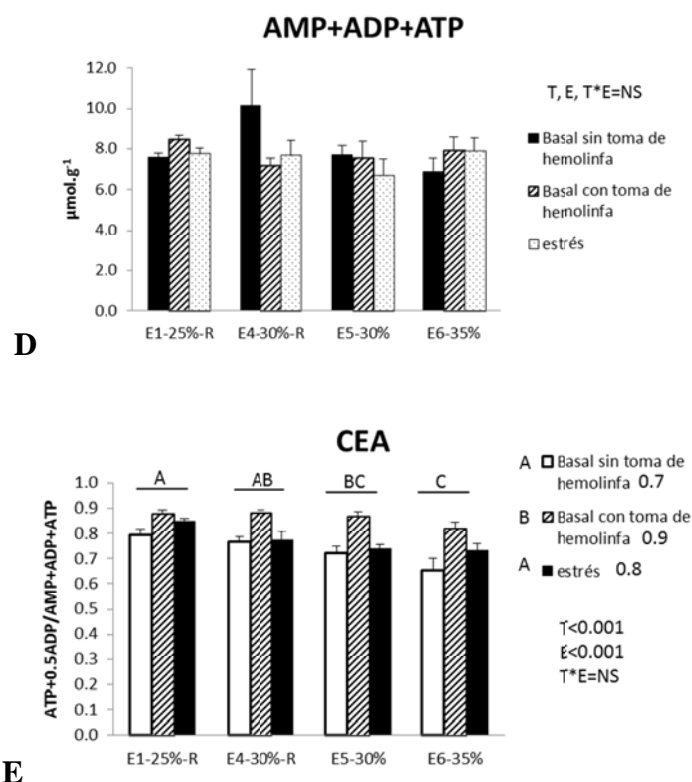 AMP+ADP+ATP
12.0
10.0
8.0
6.0
4.0
2.0
0.0
µmol.g⁻¹
E1-25%-R E4-30%-R E5-30% E6-35%
T, E, T*E=NS
Basal sin toma de
hemolinfa
Basal con toma de
hemolinfa
estrés
D
CEA
1.0
0.9
0.8
0.7
0.6
0.5
0.4
0.3
0.2
0.1
0.0
ATP+0.5ADP/AMP+ADP+ATP
A AB BC C
E1-25%-R E4-30%-R E5-30% E6-35%
A Basal sin toma de
hemolinfa 0.7
B Basal con toma de
hemolinfa 0.9
A estrés 0.8
T<0.001
E<0.001
T*E=NS
E